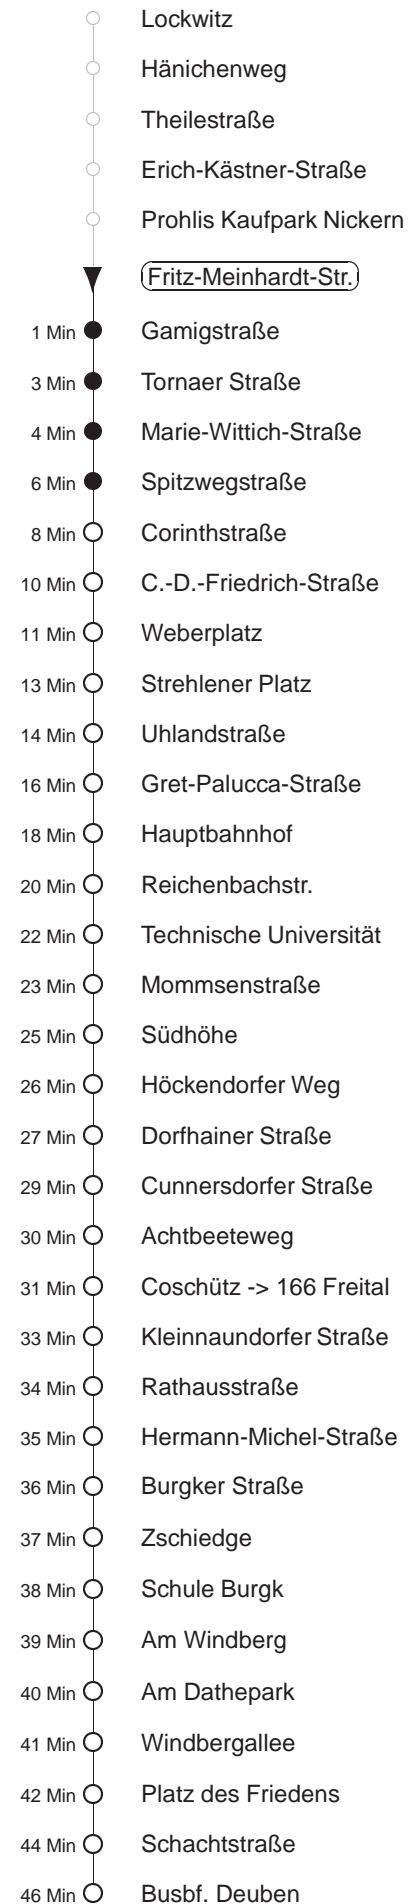 Lockwitz
Hänichenweg
Theilestraße
Erich-Kästner-Straße
Prohlis Kaufpark Nickern
Fritz-Meinhardt-Str.
1 Min Gamigstraße
3 Min Tornaer Straße
4 Min Marie-Wittich-Straße
6 Min Spitzwegstraße
8 Min Corinthstraße
10 Min C.-D.-Friedrich-Straße
11 Min Weberplatz
13 Min Strehlener Platz
14 Min Uhlandstraße
16 Min Gret-Palucca-Straße
18 Min Hauptbahnhof
20 Min Reichenbachstr.
22 Min Technische Universität
23 Min Mommsenstraße
25 Min Südhöhe
26 Min Höckendorfer Weg
27 Min Dorfhainer Straße
29 Min Cunnersdorfer Straße
30 Min Achtbeeteweg
31 Min Coschütz -> 166 Freital
33 Min Kleinnaundorfer Straße
34 Min Rathausstraße
35 Min Hermann-Michel-Straße
36 Min Burgker Straße
37 Min Zschiedge
38 Min Schule Burgk
39 Min Am Windberg
40 Min Am Dathepark
41 Min Windbergallee
42 Min Platz des Friedens
44 Min Schachtstraße
46 Min Busbf. Deuben